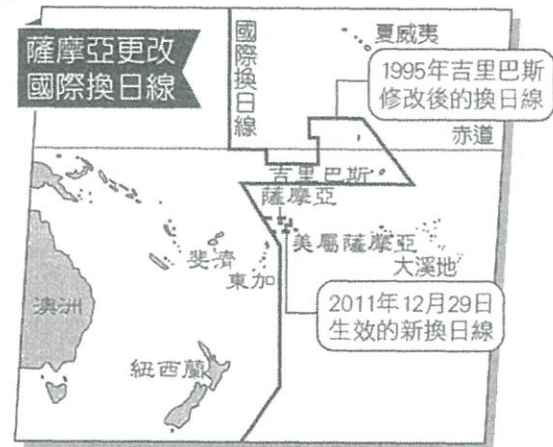 薩摩亞更改
國際換日線
國際換日線
夏威夷
1995年吉里巴斯
修改後的換日線
赤道
吉里巴斯
薩摩亞
美屬薩摩亞
斐濟
東加
大溪地
澳洲
2011年12月29日
生效的新換日線
紐西蘭